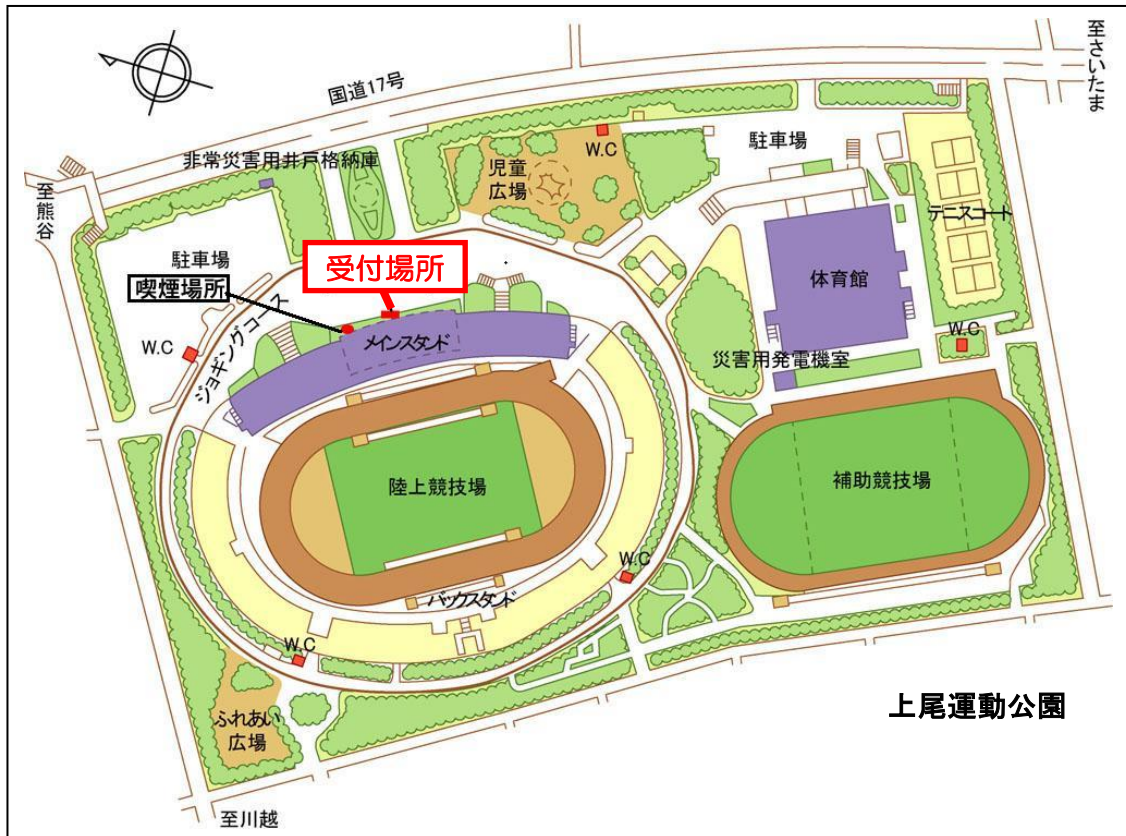 至さいたま
国道17号
W.C
駐車場
非常災害用井戸格納庫
児童
広場
至熊谷
テニスコート
駐車場
受付場所
体育館
喫煙場所
ジョギングコース
メインスタンド
W.C
W.C
災害用発電機室
陸上競技場
補助競技場
W.C
バックスタンド
W.C
上尾運動公園
ふれあい
広場
至川越